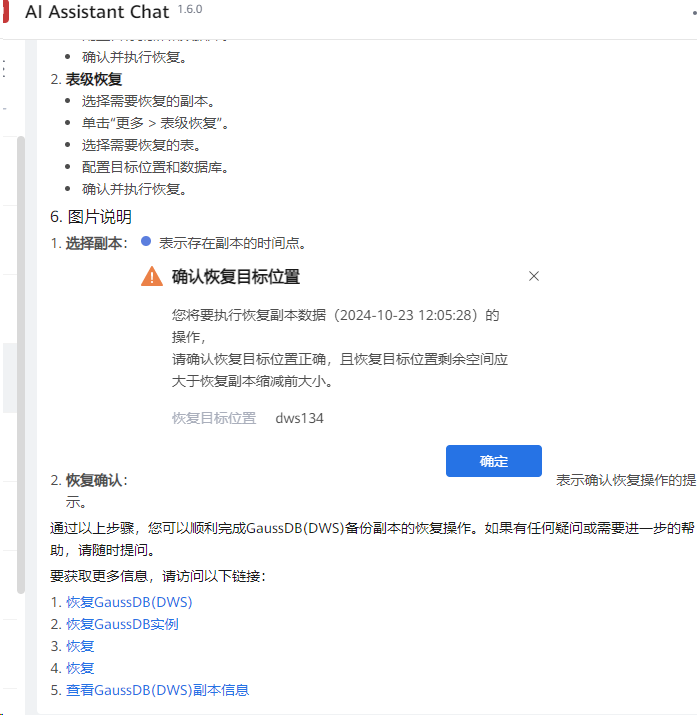 AI Assistant Chat 1.6.0
• 确认并执行恢复。
2. 表级恢复
• 选择需要恢复的副本。
• 单击“更多 > 表级恢复”。
• 选择需要恢复的表。
• 配置目标位置和数据库。
• 确认并执行恢复。
6. 图片说明
1. 选择副本： 表示存在副本的时间点。
确认恢复目标位置
您将要执行恢复副本数据（2024-10-23 12:05:28）的
操作，
请确认恢复目标位置正确，且恢复目标位置剩余空间应
大于恢复副本缩减前大小。
恢复目标位置 dws134
确定
2. 恢复确认： 表示确认恢复操作的提
示。
通过以上步骤，您可以顺利完成GaussDB(DWS)备份副本的恢复操作。如果有任何疑问或需要进一步的帮
助，请随时提问。
要获取更多信息，请访问以下链接：
1. 恢复GaussDB(DWS)
2. 恢复GaussDB实例
3. 恢复
4. 恢复
5. 查看GaussDB(DWS)副本信息